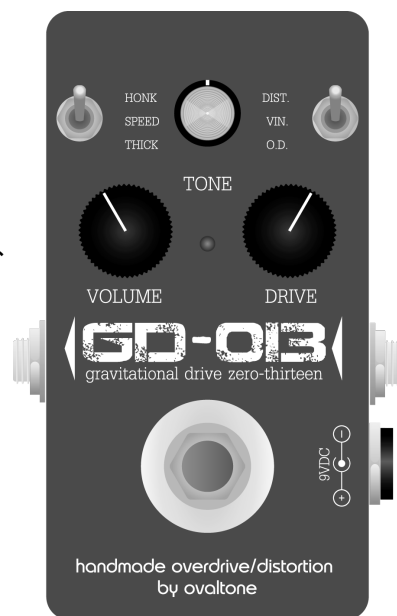 HONK DIST.
SPEED VIN.
THICK O.D.
TONE
VOLUME DRIVE
GD-013
gravitational drive zero-thirteen
9VDC
- +
handmade overdrive/distortion
by ovaltone